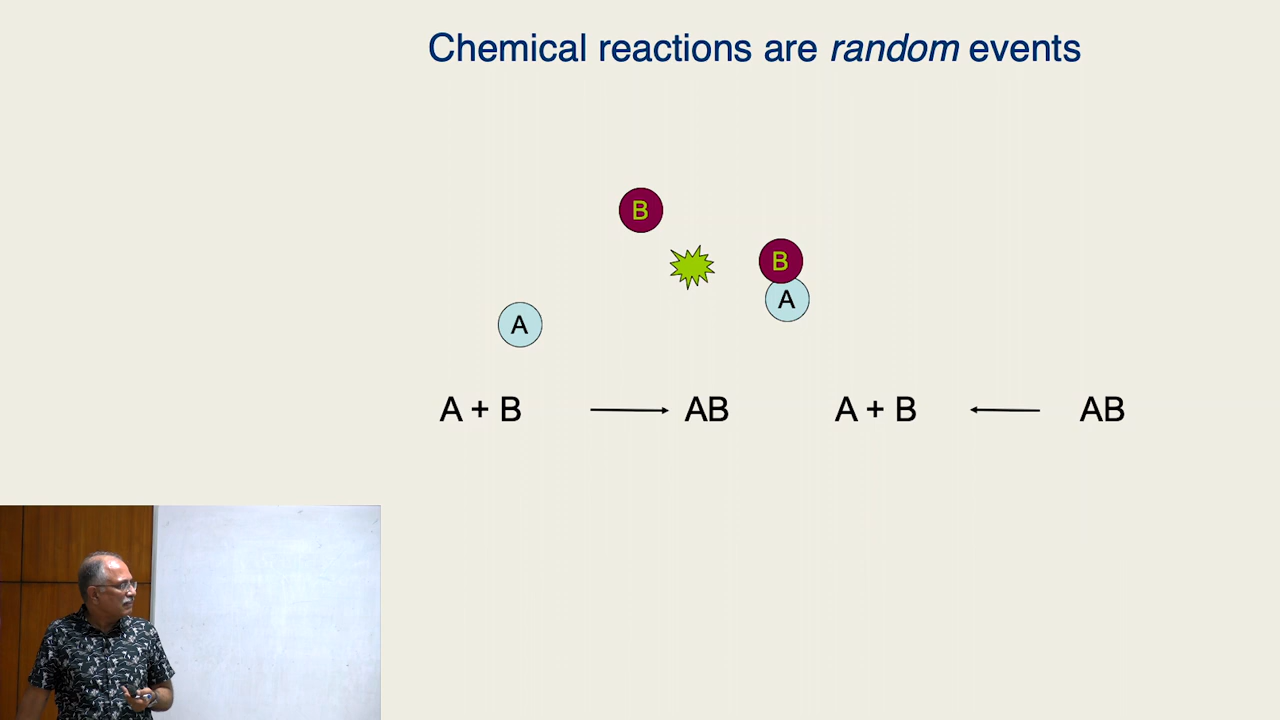 Chemical reactions are random events
B
B
A
A
A + B → AB A + B ← AB